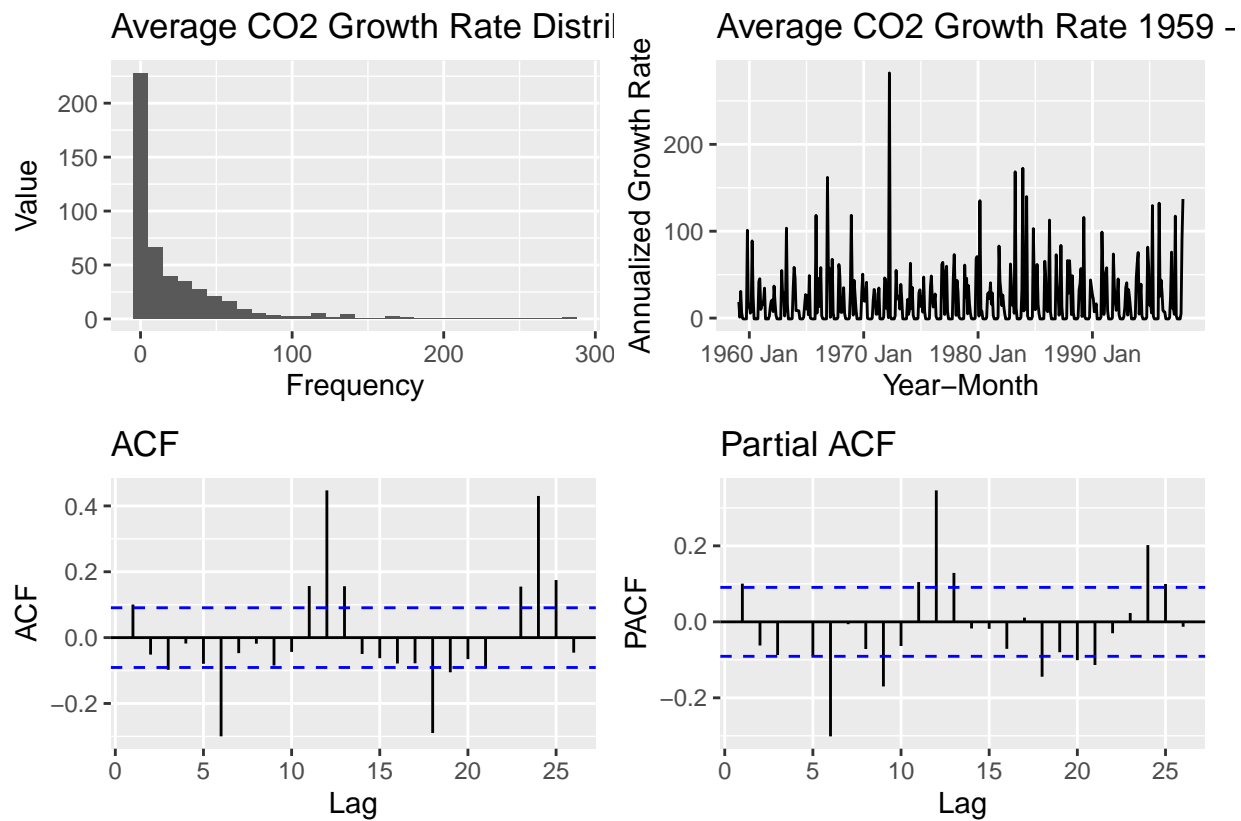 Average CO2 Growth Rate Distril
Value
200
150
100
50
0
0 100 200 300
Frequency
Average CO2 Growth Rate 1959 −
Annualized Growth Rate
200
100
0
1960 Jan 1970 Jan 1980 Jan 1990 Jan
Year−Month
ACF
ACF
0.4
0.2
0.0
−0.2
0 5 10 15 20 25
Lag
Partial ACF
PACF
0.2
0.0
−0.2
0 5 10 15 20 25
Lag